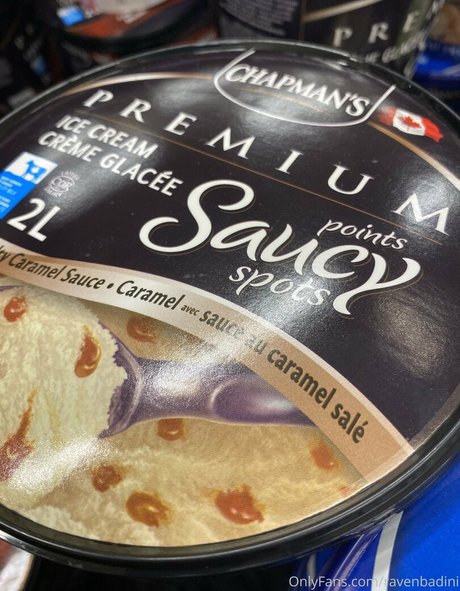 CHAPMAN'S
PREMIUM
ICE CREAM
CRÈME GLACÉE
2L
points
Saucy
spots
Caramel Sauce • Caramel avec sauce au caramel salé
OnlyFans.com/ravenbadini